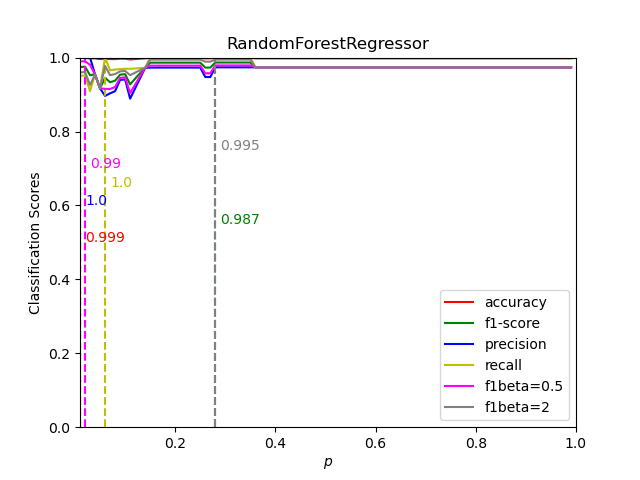 RandomForestRegressor
Classification Scores
1.0
0.8
0.6
0.4
0.2
0.0
0.995
0.99
1.0
1.0
0.987
0.999
accuracy
f1-score
precision
recall
f1beta=0.5
f1beta=2
0.2
0.4
0.6
0.8
1.0
p